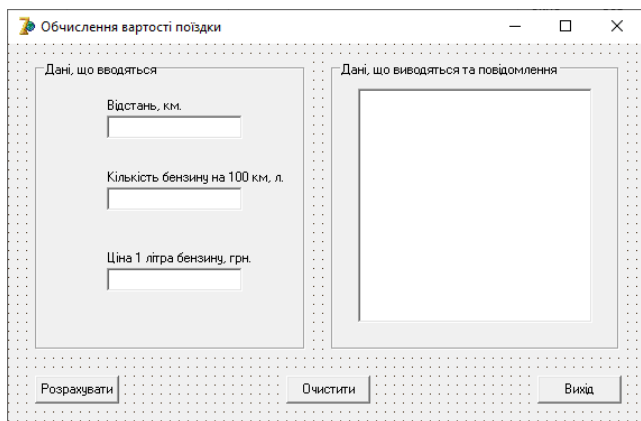 Обчислення вартості поїздки
Дані, що вводяться
Відстань, км.
Кількість бензину на 100 км, л.
Ціна 1 літра бензину, грн.
Дані, що виводяться та повідомлення
Розрахувати
Очистити
Вихід